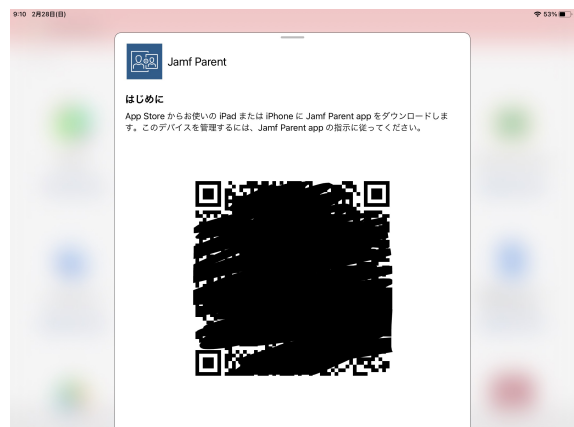 9:10 2月28日(日)
53%
Jamf Parent
はじめに
App Store からお使いの iPad または iPhone に Jamf Parent app をダウンロードしま
す。このデバイスを管理するには、Jamf Parent app の指示に従ってください。